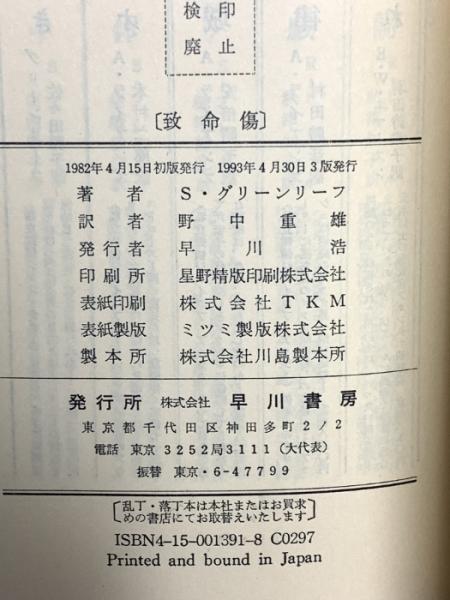 検印
廃止
〔致命傷〕
1982年4月15日初版発行 1993年4月30日3版発行
著者 S・グリーンリーフ
訳者 野中重雄
発行者 早川浩
印刷所 星野精版印刷株式会社
表紙印刷 株式会社TKM
表紙製版 ミツミ製版株式会社
製本所 株式会社川島製本所
発行所 株式会社 早川書房
東京都千代田区神田多町2ノ2
電話 東京 3252局3111(大代表)
振替 東京・6-47799
〔乱丁・落丁本は本社またはお買求
めの書店にてお取替えいたします〕
ISBN4-15-001391-8 C0297
Printed and bound in Japan